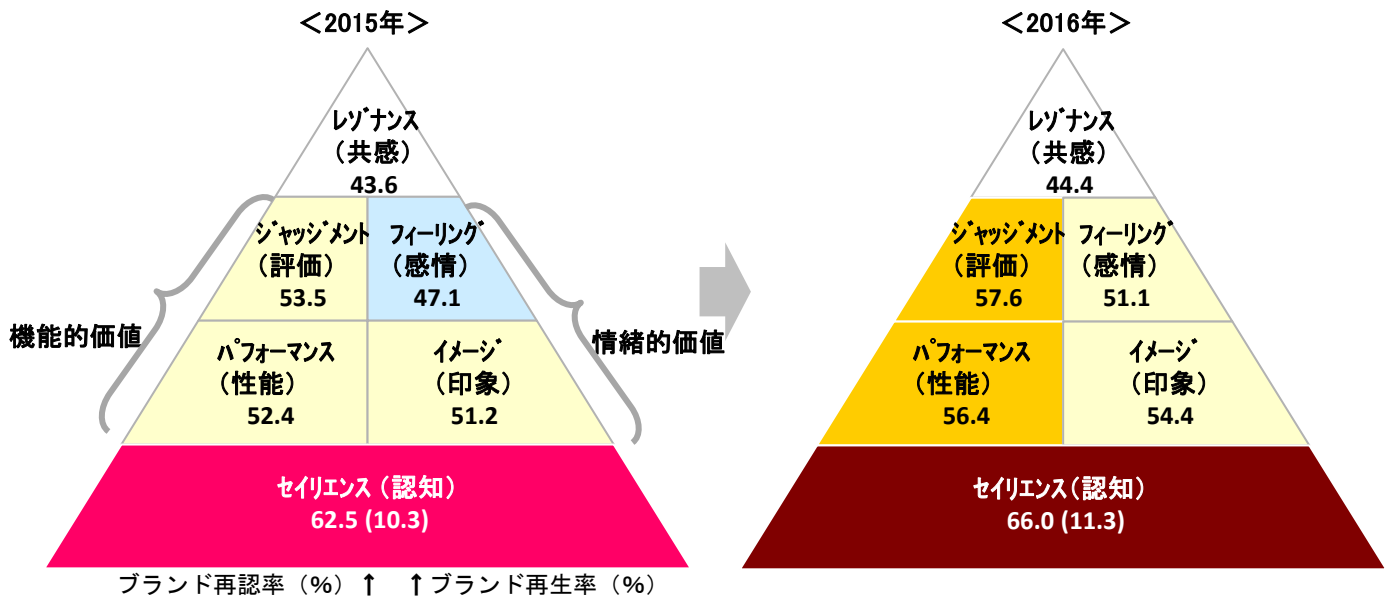 ＜2015年＞
ﾚｿﾞﾅﾝｽ
（共感）
43.6
ｼﾞｬｯｼﾞﾒﾝﾄ
（評価）
53.5
ﾌｨｰﾘﾝｸﾞ
（感情）
47.1
機能的価値
情緒的価値
ﾊﾟﾌｫｰﾏﾝｽ
（性能）
52.4
ｲﾒｰｼﾞ
（印象）
51.2
ｾｲﾘｴﾝｽ（認知）
62.5 (10.3)
ブランド再認率（%）↑ ↑ブランド再生率（%）
＜2016年＞
ﾚｿﾞﾅﾝｽ
（共感）
44.4
ｼﾞｬｯｼﾞﾒﾝﾄ
（評価）
57.6
ﾌｨｰﾘﾝｸﾞ
（感情）
51.1
ﾊﾟﾌｫｰﾏﾝｽ
（性能）
56.4
ｲﾒｰｼﾞ
（印象）
54.4
ｾｲﾘｴﾝｽ（認知）
66.0 (11.3)